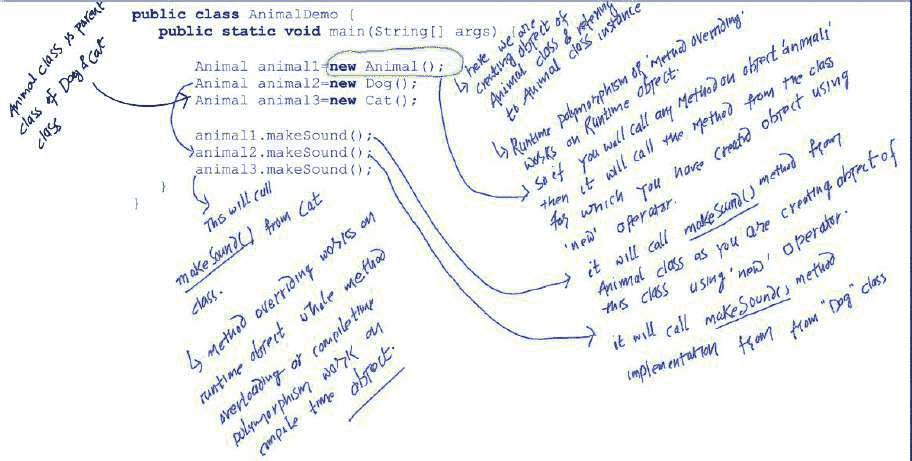 public class AnimalDemo {
public static void main(String[] args)
Animal animal1=new Animal();
Animal animal2=new Dog();
Animal animal3=new Cat();
animal1.makeSound();
animal2.makeSound();
animal3.makeSound();
}
}
Animal class is parent
class of Dog & Cat
class
↳ here we are
creating object of
Animal class & refering
to Animal class instance
↳ Runtime polymorphism or 'method overriding'
works on Runtime object.
So if you will call any Method on object 'animals'
then it will call the Method from the class
for which you have created object using
'new' operator.
it will call makeSound() method from
Animal class as you are creating object of
this class using 'new' operator.
it will call makeSound() method
implementation from from "Dog" class
This will call
makeSound() from Cat
class.
↳ method overriding works on
runtime object while method
overloading or compiletime
polymorphism work on
compile time object.